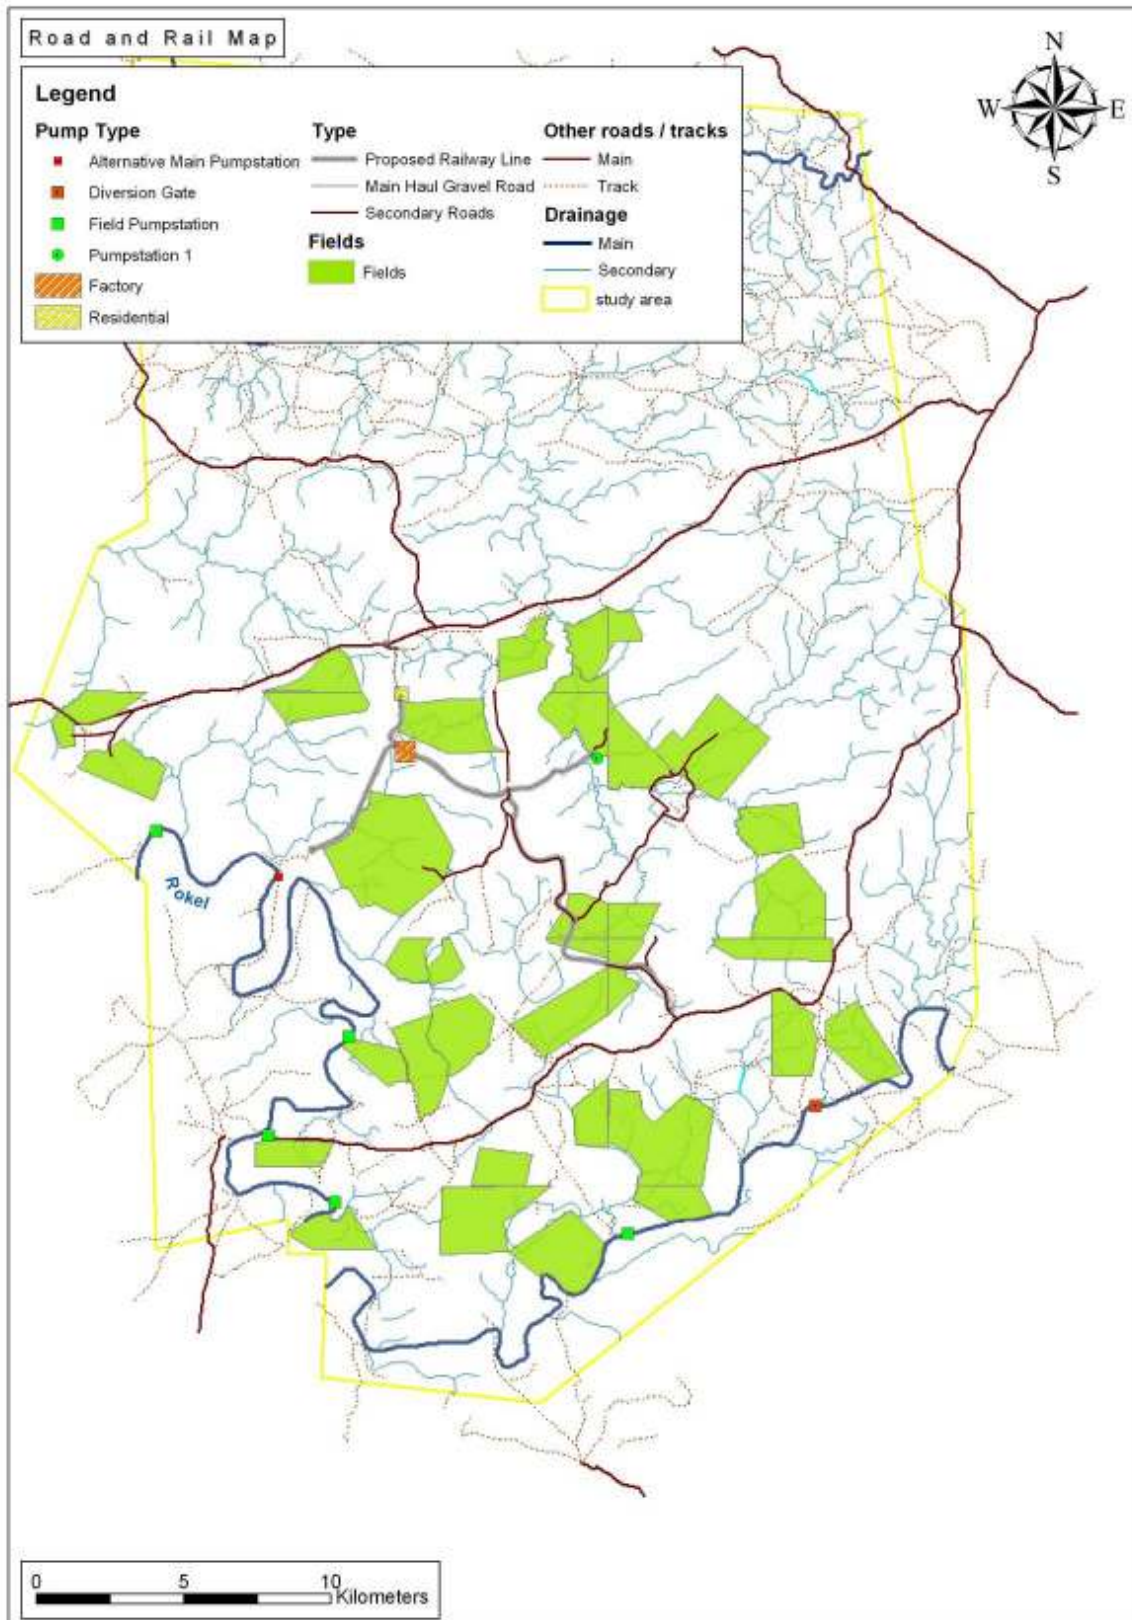 Road and Rail Map
N
W E
S
Legend
Pump Type
Alternative Main Pumpstation
Diversion Gate
Field Pumpstation
Pumpstation 1
Factory
Residential
Type
Proposed Railway Line
Main Haul Gravel Road
Secondary Roads
Fields
Fields
Other roads / tracks
Main
Track
Drainage
Main
Secondary
study area
Rokel
0 5 10
Kilometers